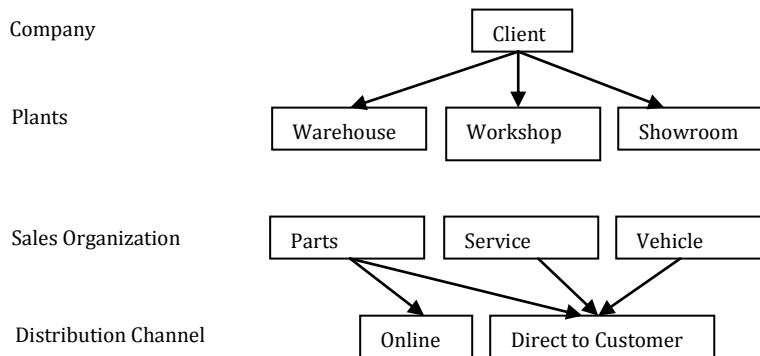 Company
Client
Plants
Warehouse
Workshop
Showroom
Sales Organization
Parts
Service
Vehicle
Distribution Channel
Online
Direct to Customer